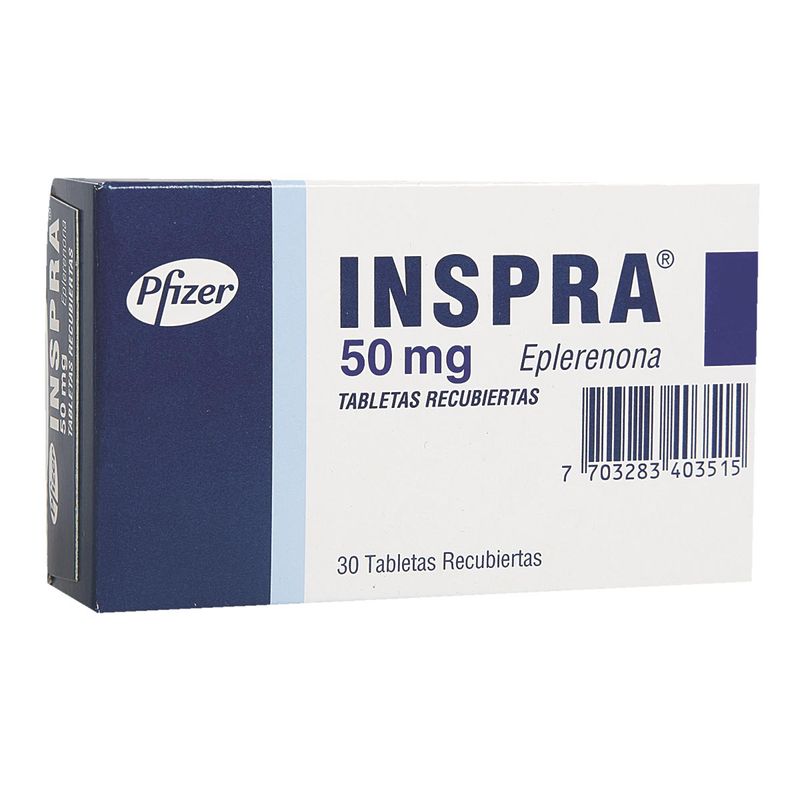 Pfizer
INSPRA®
50 mg Eplerenona
TABLETAS RECUBIERTAS
7 703283 403515
30 Tabletas Recubiertas
Pfizer
INSPRA®
50 mg Eplerenona
TABLETAS RECUBIERTAS